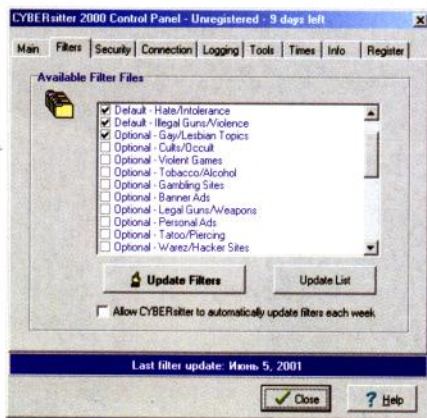 CYBERsitter 2000 Control Panel - Unregistered - 9 days left
Main Filters Security Connection Logging Tools Times Info Register
Available Filter Files
Default - Hate/Intolerance
Default - Illegal Guns/Violence
Optional - Gay/Lesbian Topics
Optional - Cults/Occult
Optional - Violent Games
Optional - Tobacco/Alcohol
Optional - Gambling Sites
Optional - Banner Ads
Optional - Legal Guns/Weapons
Optional - Personal Ads
Optional - Tatoo/Piercing
Optional - Warez/Hacker Sites
Update Filters Update List
Allow CYBERsitter to automatically update filters each week
Last filter update: Июнь 5, 2001
Close ? Help